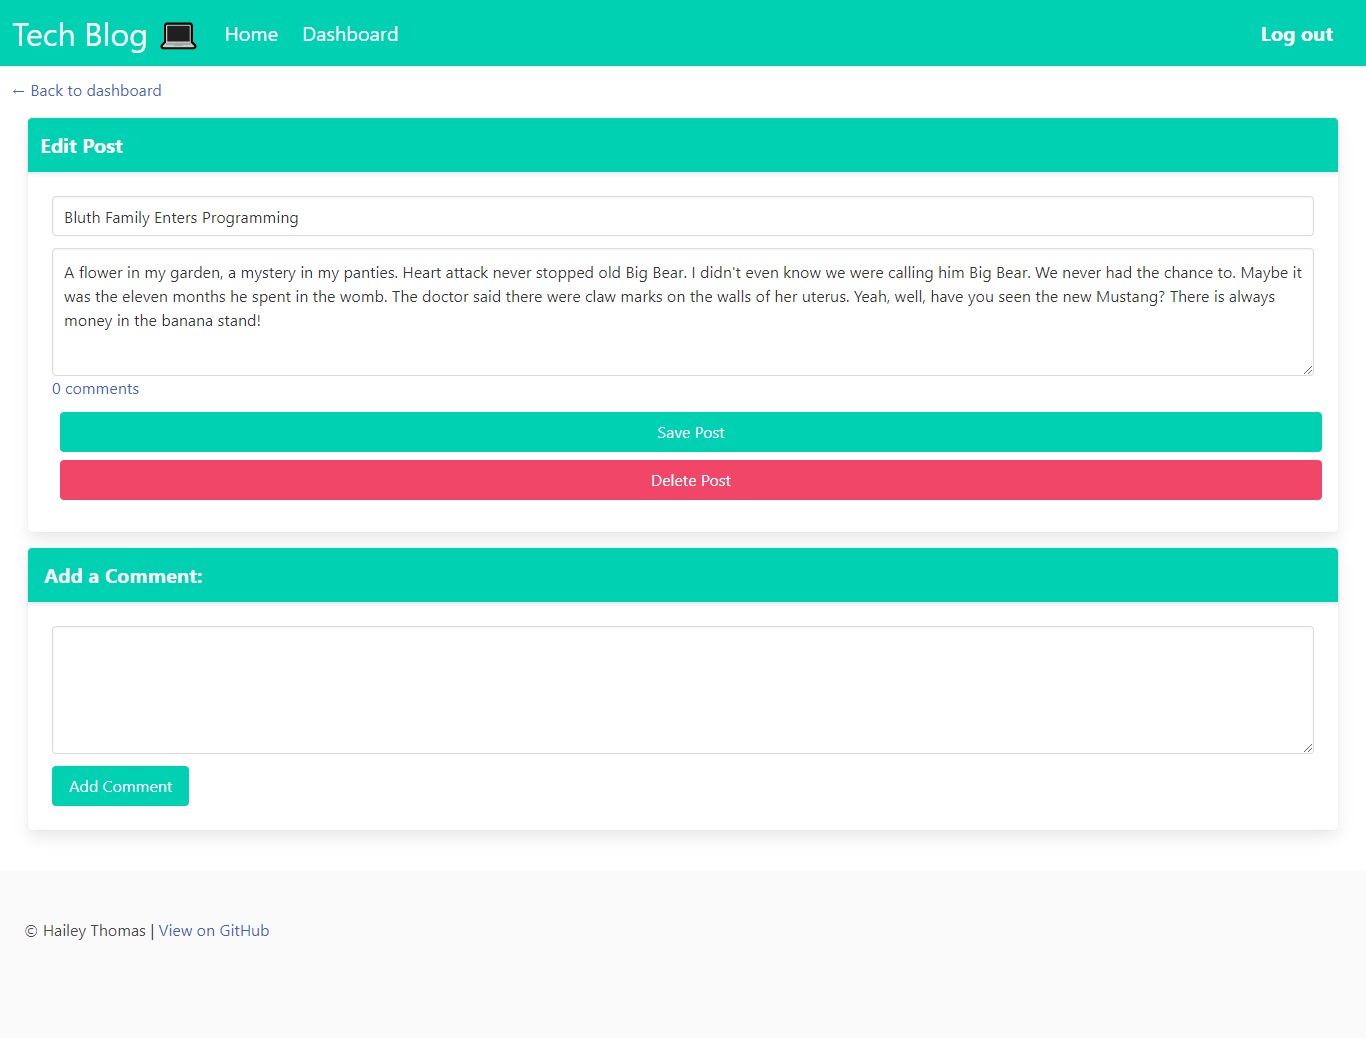 Tech Blog
Home
Dashboard
Log out
← Back to dashboard
Edit Post
Bluth Family Enters Programming
A flower in my garden, a mystery in my panties. Heart attack never stopped old Big Bear. I didn't even know we were calling him Big Bear. We never had the chance to. Maybe it
was the eleven months he spent in the womb. The doctor said there were claw marks on the walls of her uterus. Yeah, well, have you seen the new Mustang? There is always
money in the banana stand!
0 comments
Save Post
Delete Post
Add a Comment:
Add Comment
© Hailey Thomas | View on GitHub